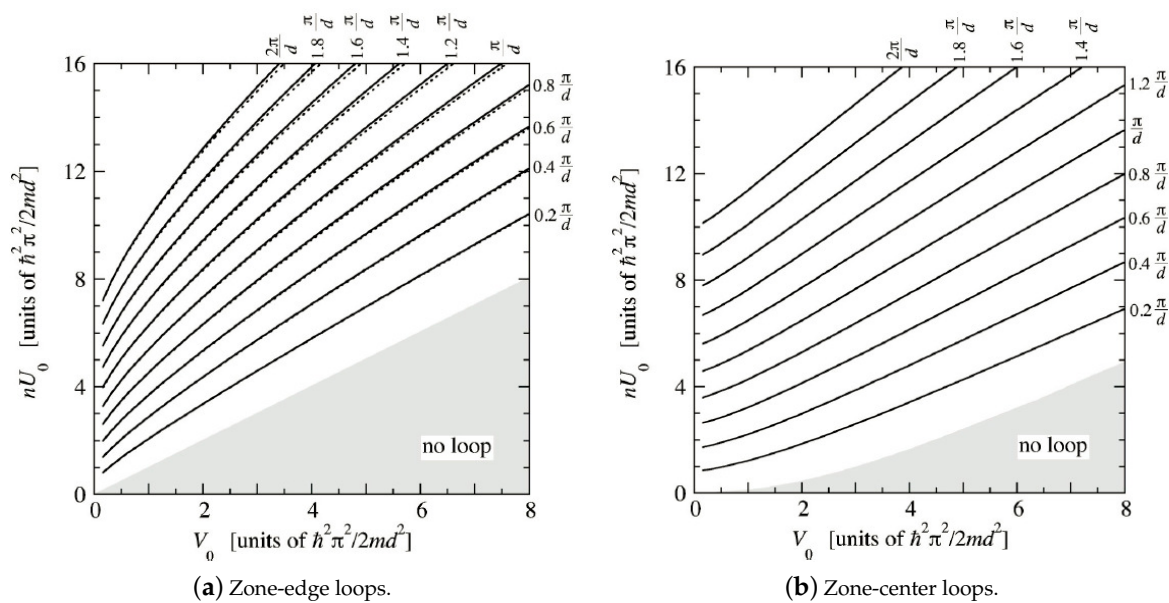 2π/d 1.8 π/d 1.6 π/d 1.4 π/d 1.2 π/d π/d
16
12
8
4
0
0.8 π/d
0.6 π/d
0.4 π/d
0.2 π/d
nU₀ [units of ħ²π²/2md²]
no loop
0 2 4 6 8
V₀ [units of ħ²π²/2md²]
(a) Zone-edge loops.
2π/d 1.8 π/d 1.6 π/d 1.4 π/d
16
12
8
4
0
1.2 π/d
π/d
0.8 π/d
0.6 π/d
0.4 π/d
0.2 π/d
nU₀ [units of ħ²π²/2md²]
no loop
0 2 4 6 8
V₀ [units of ħ²π²/2md²]
(b) Zone-center loops.